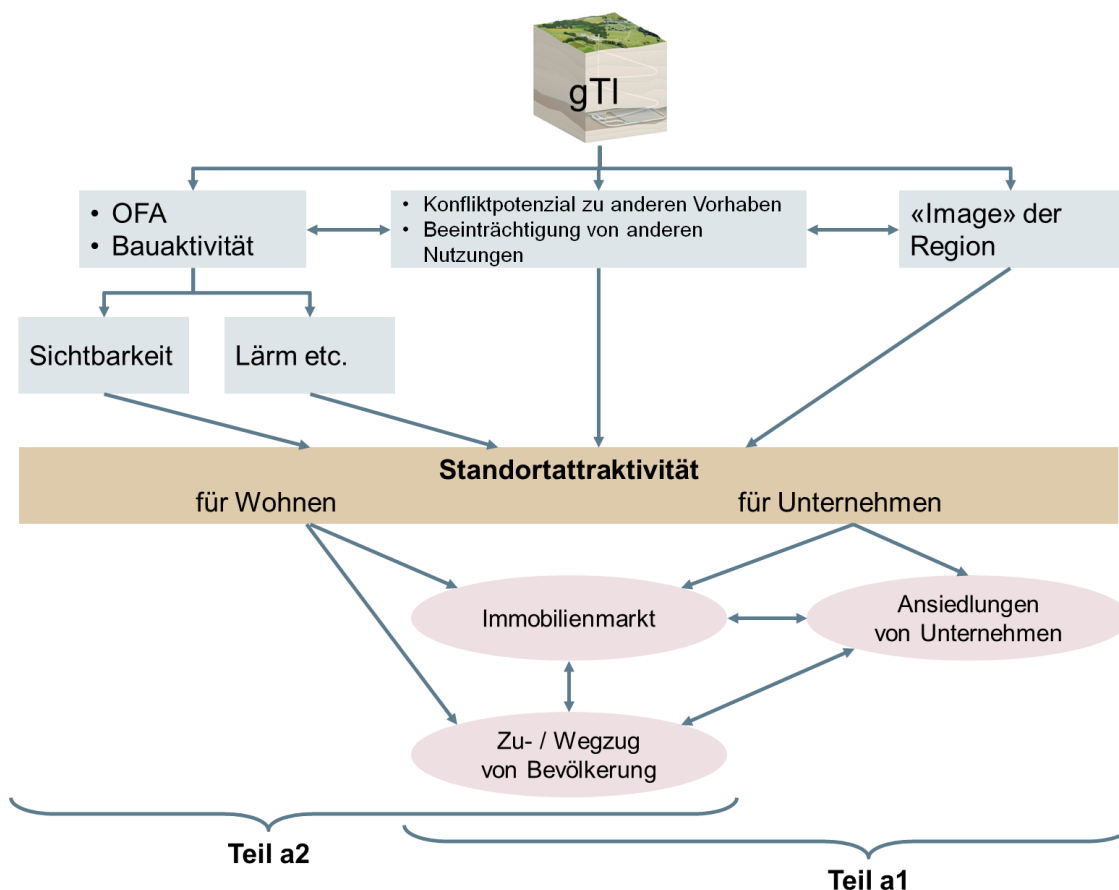 gTl
• OFA
• Bauaktivität
• Konfliktpotenzial zu anderen Vorhaben
• Beeinträchtigung von anderen
Nutzungen
«Image» der
Region
Sichtbarkeit
Lärm etc.
Standortattraktivität
für Wohnen
für Unternehmen
Immobilienmarkt
Ansiedlungen
von Unternehmen
Zu- / Wegzug
von Bevölkerung
Teil a2
Teil a1